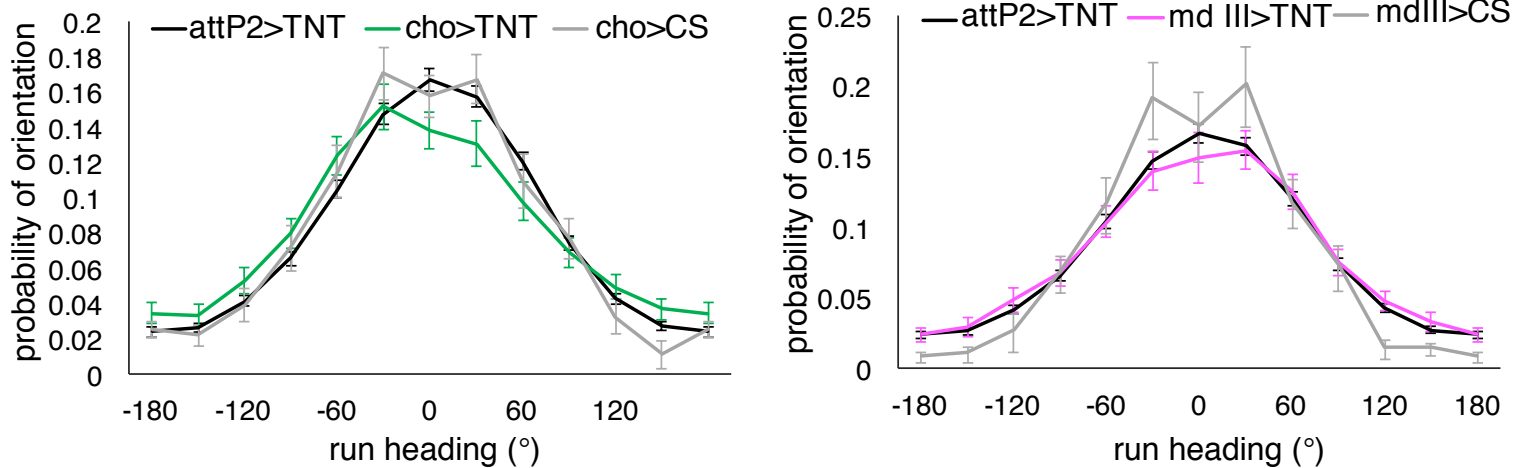 attP2>TNT cho>TNT cho>CS
probability of orientation
0.2
0.18
0.16
0.14
0.12
0.1
0.08
0.06
0.04
0.02
0
-180 -120 -60 0 60 120
run heading (°)
attP2>TNT md III>TNT mdIII>CS
probability of orientation
0.25
0.2
0.15
0.1
0.05
0
-180 -120 -60 0 60 120 180
run heading (°)